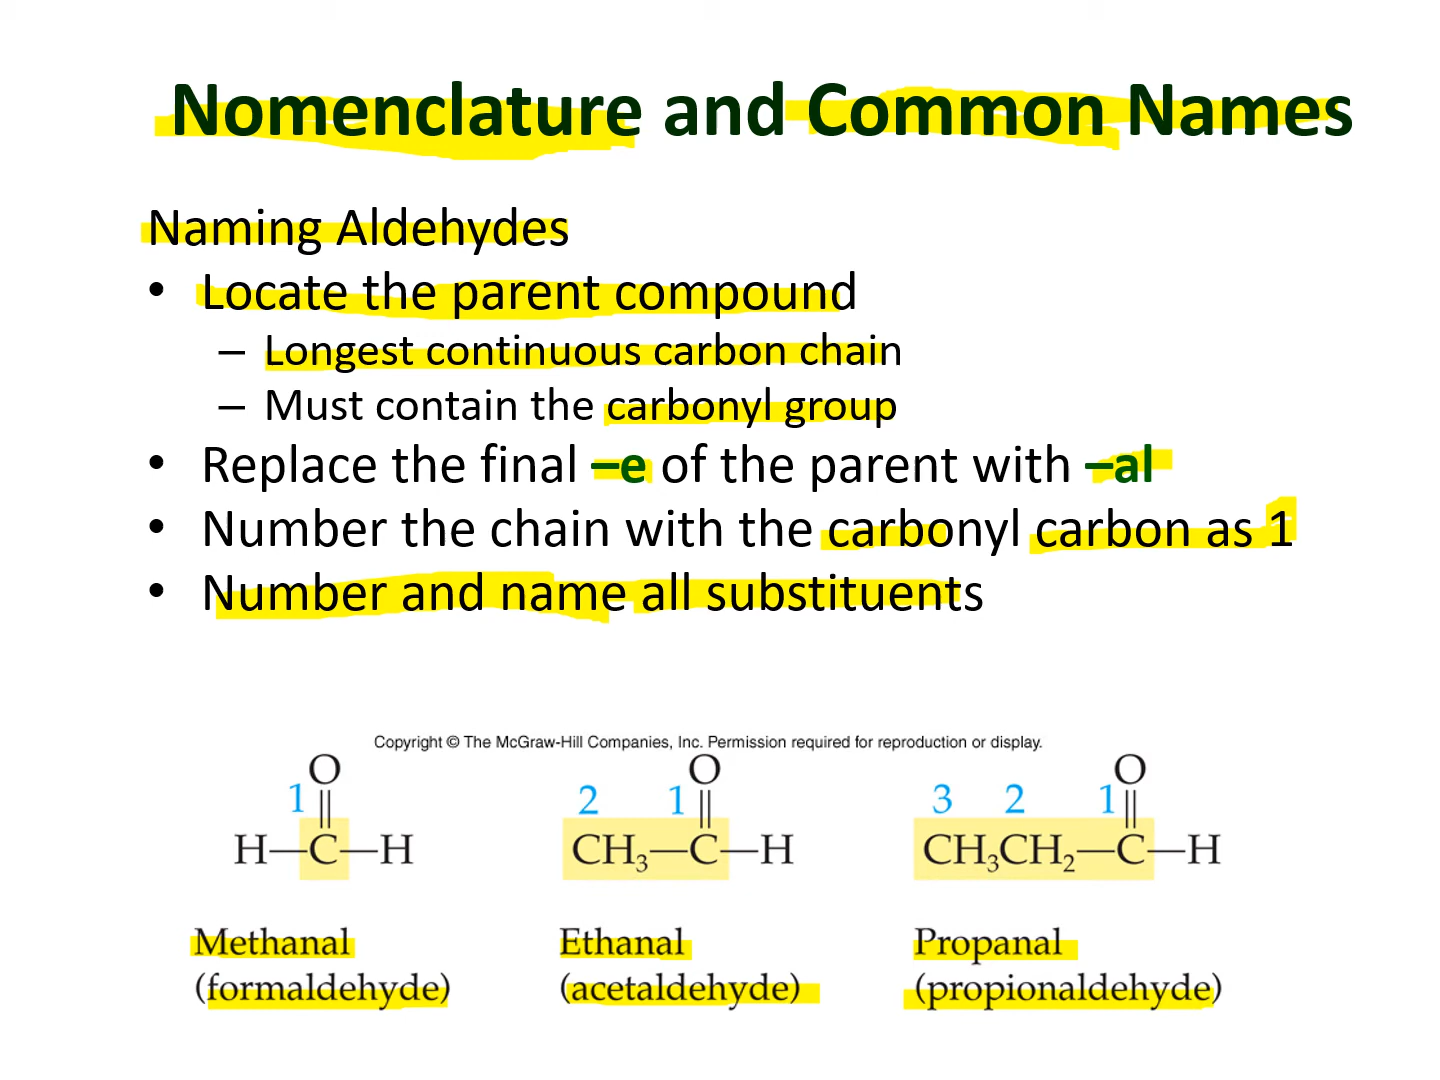 Nomenclature and Common Names
Naming Aldehydes
• Locate the parent compound
– Longest continuous carbon chain
– Must contain the carbonyl group
• Replace the final –e of the parent with –al
• Number the chain with the carbonyl carbon as 1
• Number and name all substituents
Copyright © The McGraw-Hill Companies, Inc. Permission required for reproduction or display.
O O O
1 2 1 3 2 1
H—C—H CH₃—C—H CH₃CH₂—C—H
Methanal Ethanal Propanal
(formaldehyde) (acetaldehyde) (propionaldehyde)